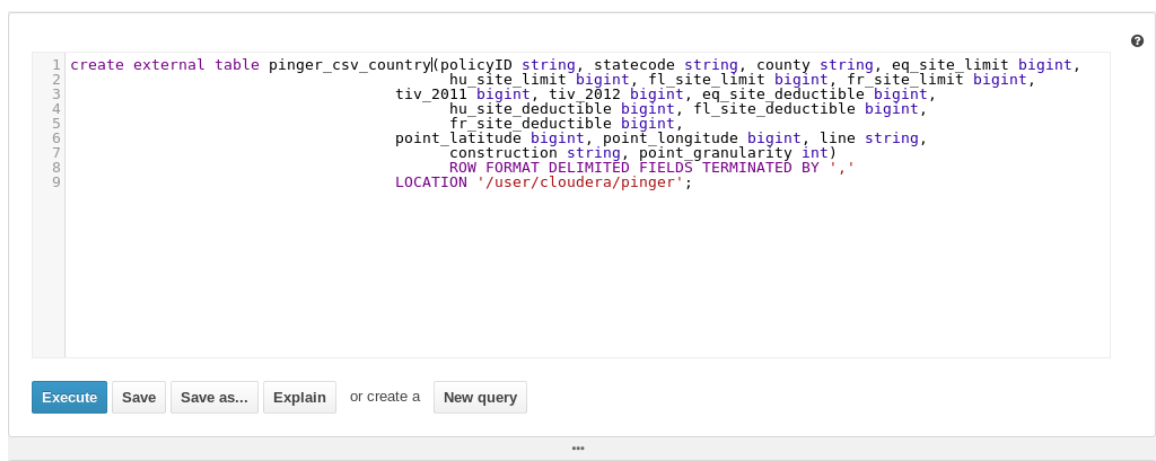 1 create external table pinger_csv_country(policyID string, statecode string, county string, eq_site_limit bigint,
2 hu_site_limit bigint, fl_site_limit bigint, fr_site_limit bigint,
3 tiv_2011 bigint, tiv_2012 bigint, eq_site_deductible bigint,
4 hu_site_deductible bigint, fl_site_deductible bigint,
5 fr_site_deductible bigint,
6 point_latitude bigint, point_longitude bigint, line string,
7 construction string, point_granularity int)
8 ROW FORMAT DELIMITED FIELDS TERMINATED BY ','
9 LOCATION '/user/cloudera/pinger';
Execute Save Save as... Explain or create a New query